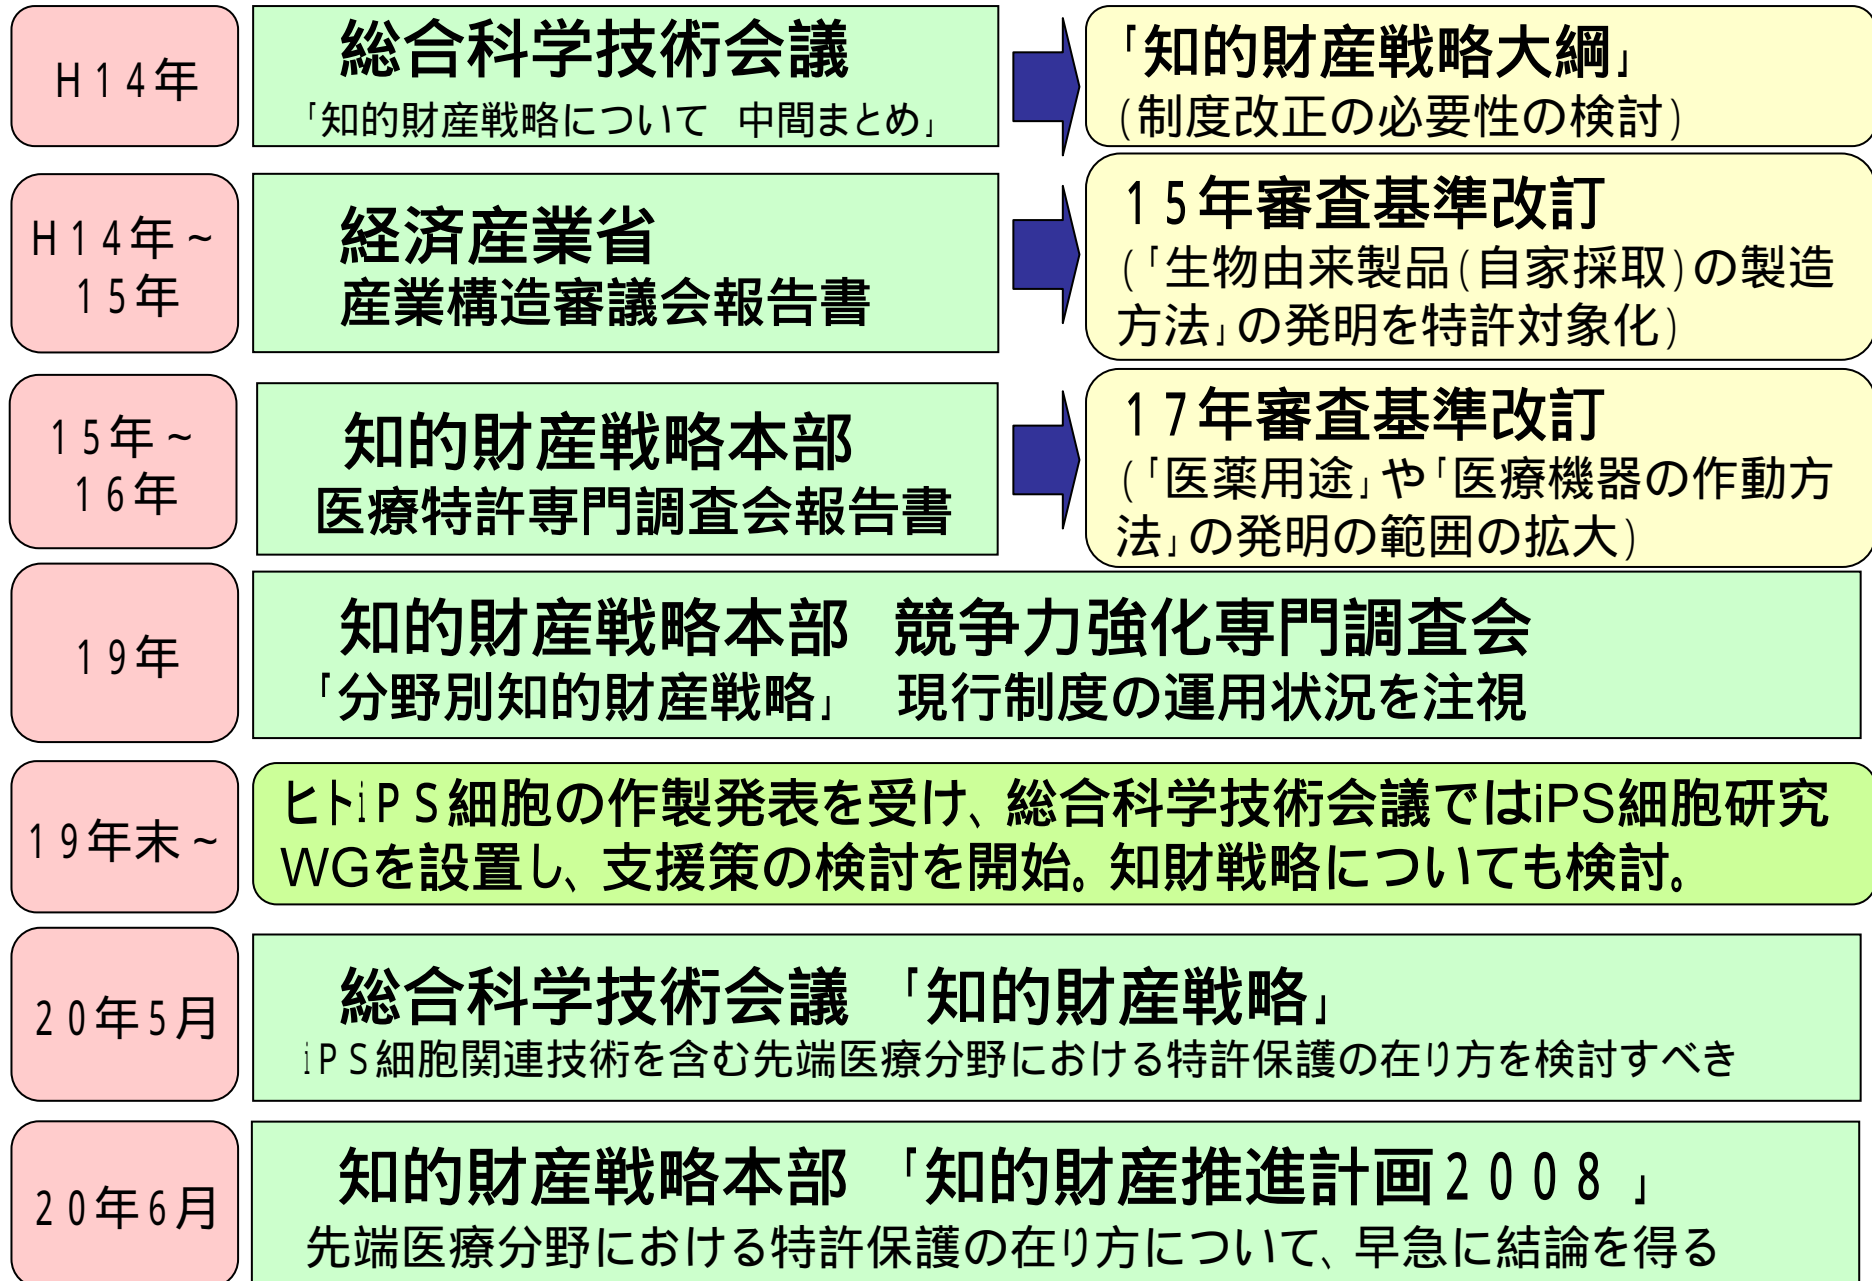 H14年
総合科学技術会議
「知的財産戦略について　中間まとめ」
「知的財産戦略大綱」
(制度改正の必要性の検討)
H14年~
15年
経済産業省
産業構造審議会報告書
15年審査基準改訂
(「生物由来製品(自家採取)の製造
方法」の発明を特許対象化)
15年~
16年
知的財産戦略本部
医療特許専門調査会報告書
17年審査基準改訂
(「医薬用途」や「医療機器の作動方
法」の発明の範囲の拡大)
19年
知的財産戦略本部　競争力強化専門調査会
「分野別知的財産戦略」　現行制度の運用状況を注視
19年末~
ヒトiPS細胞の作製発表を受け、総合科学技術会議ではiPS細胞研究
WGを設置し、支援策の検討を開始。知財戦略についても検討。
20年5月
総合科学技術会議　「知的財産戦略」
iPS細胞関連技術を含む先端医療分野における特許保護の在り方を検討すべき
20年6月
知的財産戦略本部　「知的財産推進計画2008」
先端医療分野における特許保護の在り方について、早急に結論を得る